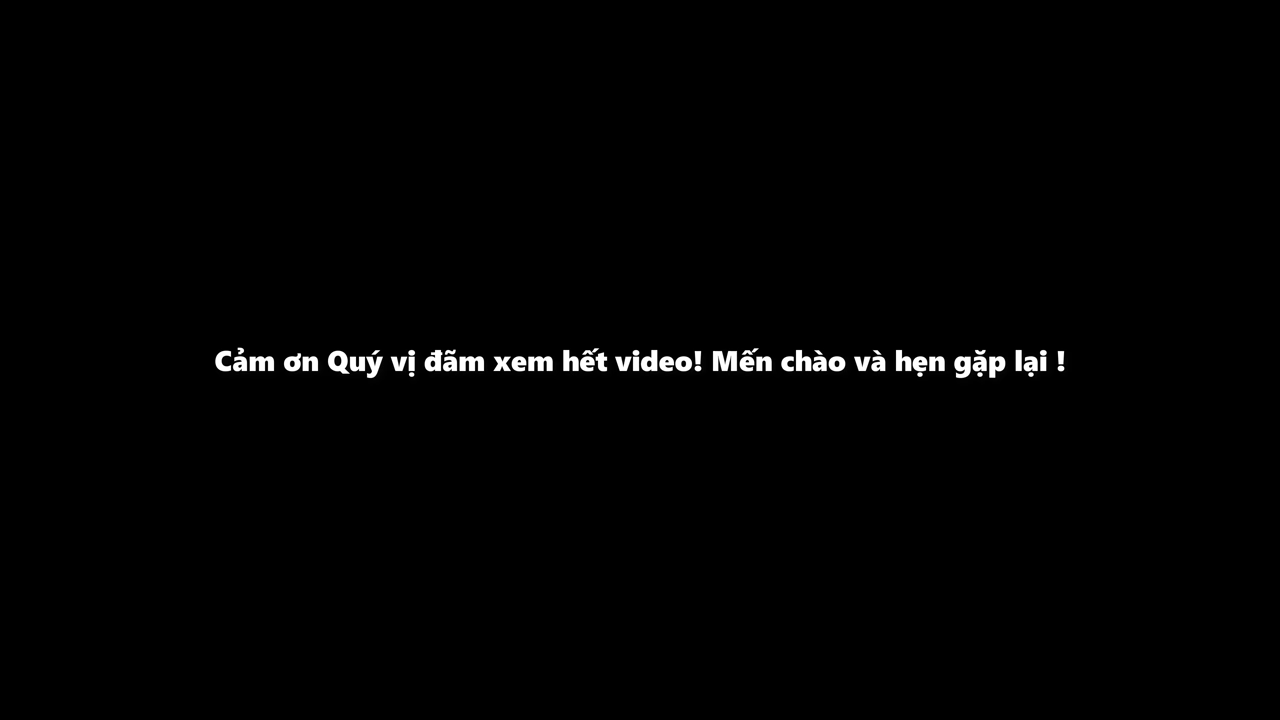 Cảm ơn Quý vị đãm xem hết video! Mến chào và hẹn gặp lại !